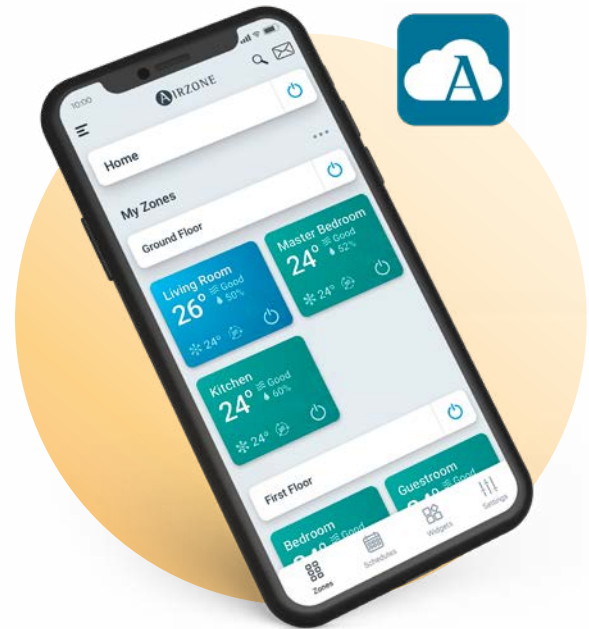 10:00
AIRZONE
Home
My Zones
Ground Floor
Living Room
26° Good
50%
24°
Master Bedroom
24° Good
52%
24°
Kitchen
24° Good
60%
24°
First Floor
Bedroom
Good
Guestroom
Good
Zones
Schedules
Widgets
Settings
A